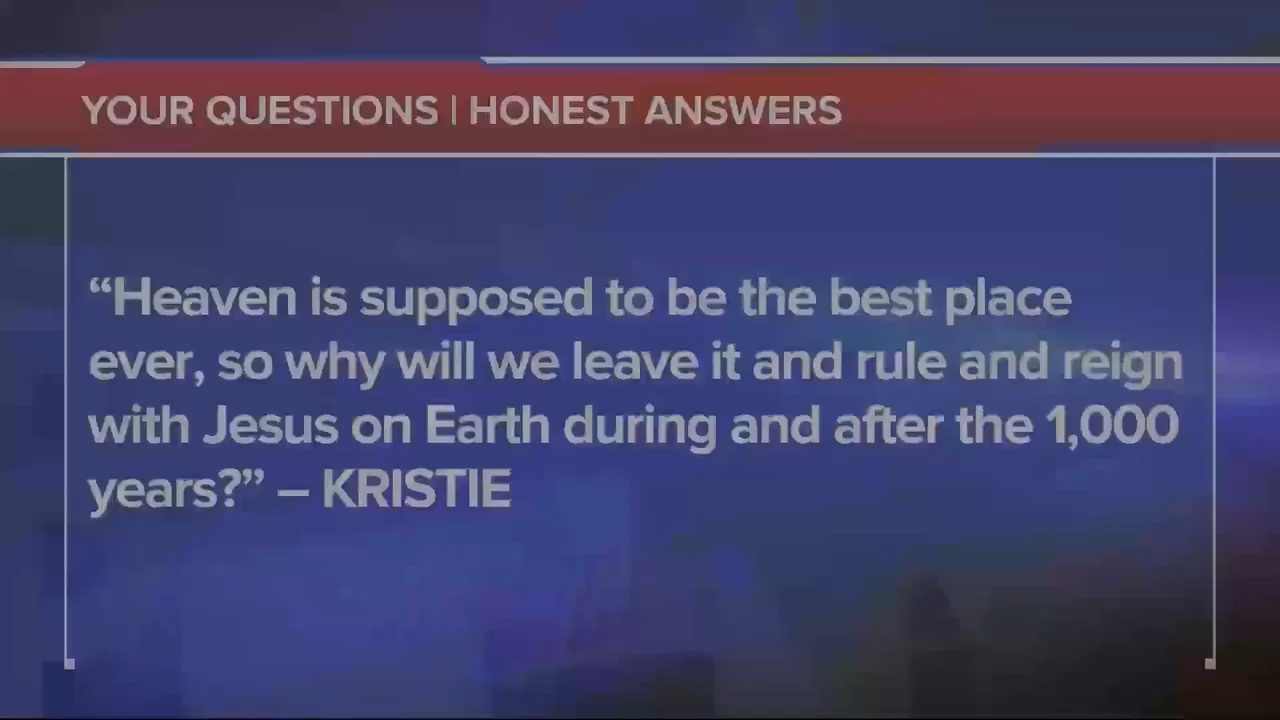 YOUR QUESTIONS | HONEST ANSWERS
“Heaven is supposed to be the best place
ever, so why will we leave it and rule and reign
with Jesus on Earth during and after the 1,000
years?” – KRISTIE